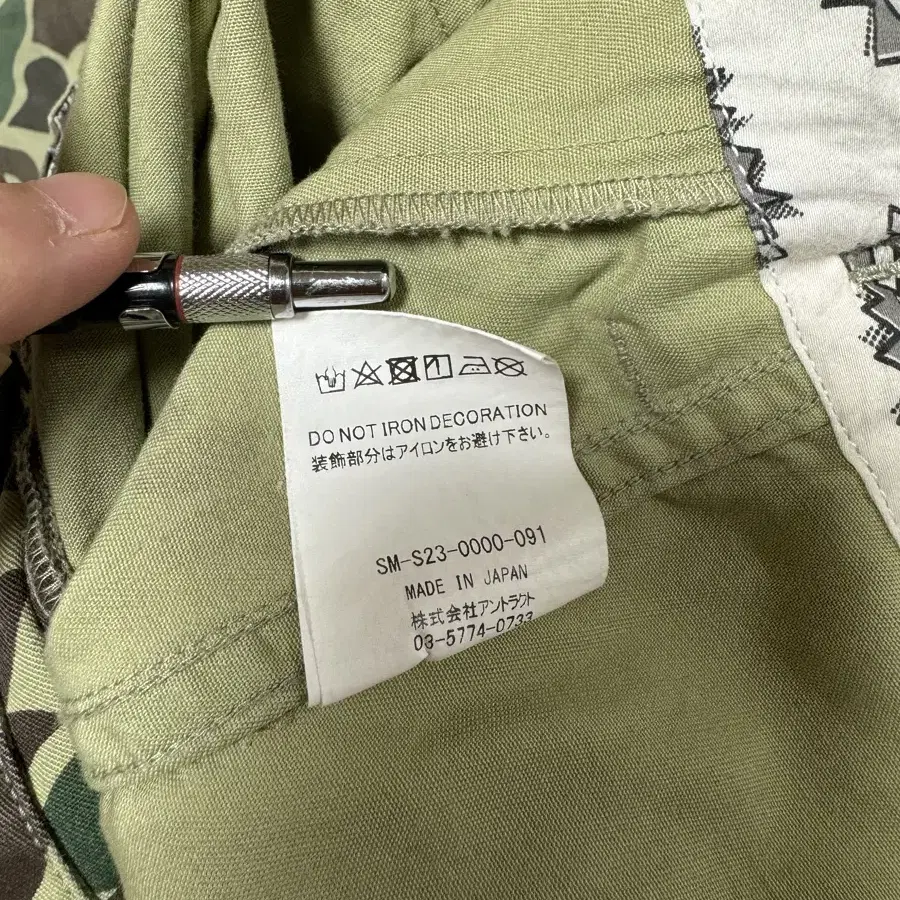 DO NOT IRON DECORATION
装飾部分はアイロンをお避け下さい。
SM-S23-0000-091
MADE IN JAPAN
株式会社アントラクト
03-5774-0733